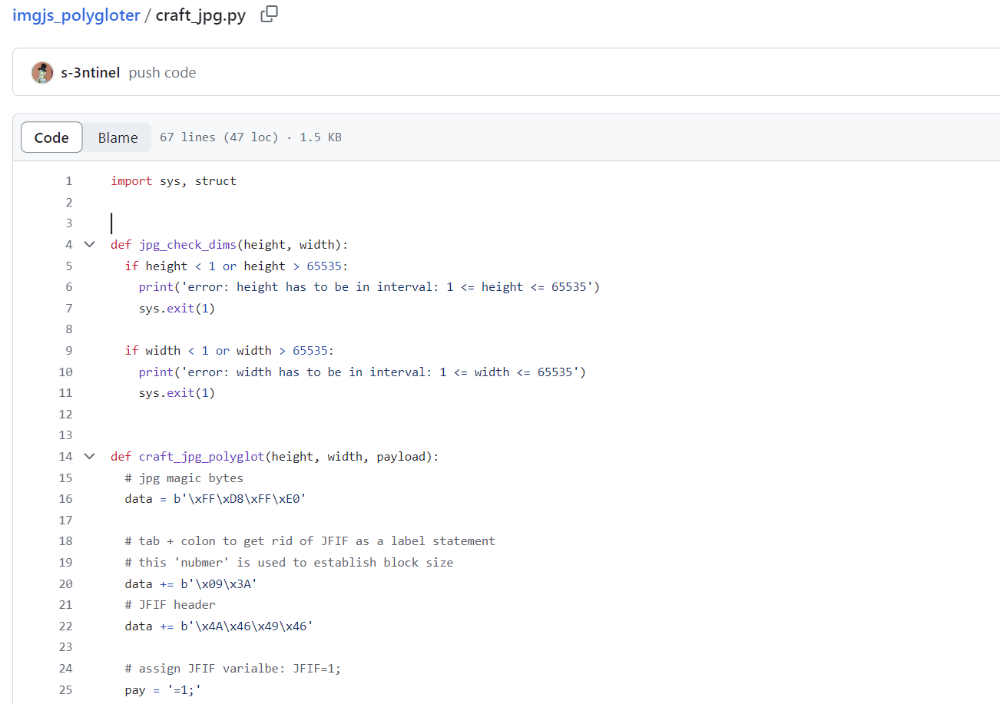 imgjs_polygloter / craft_jpg.py
s-3ntinel push code
Code Blame 67 lines (47 loc) · 1.5 KB
1 import sys, struct
2
3
4 def jpg_check_dims(height, width):
5 if height < 1 or height > 65535:
6 print('error: height has to be in interval: 1 <= height <= 65535')
7 sys.exit(1)
8
9 if width < 1 or width > 65535:
10 print('error: width has to be in interval: 1 <= width <= 65535')
11 sys.exit(1)
12
13
14 def craft_jpg_polyglot(height, width, payload):
15 # jpg magic bytes
16 data = b'\xFF\xD8\xFF\xE0'
17
18 # tab + colon to get rid of JFIF as a label statement
19 # this 'nubmer' is used to establish block size
20 data += b'\x09\x3A'
21 # JFIF header
22 data += b'\x4A\x46\x49\x46'
23
24 # assign JFIF varialbe: JFIF=1;
25 pay = '=1;'